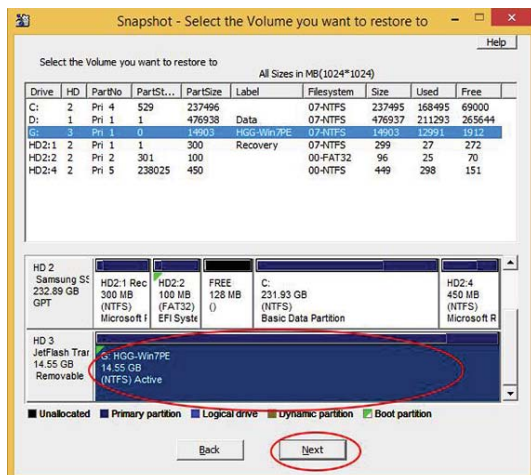 Snapshot - Select the Volume you want to restore to
Help
Select the Volume you want to restore to
All Sizes in MB(1024*1024)
Drive HD PartNo PartSt... PartSize Label Filesystem Size Used Free
C: 2 Pri 4 529 237496 07-NTFS 237495 168495 69000
D: 1 Pri 1 1 476938 Data 07-NTFS 476937 211293 265644
G: 3 Pri 1 0 14903 HGG-Win7PE 07-NTFS 14903 12991 1912
HD2:1 2 Pri 1 1 300 Recovery 07-NTFS 299 27 272
HD2:2 2 Pri 2 301 100 00-FAT32 96 25 70
HD2:4 2 Pri 5 238025 450 00-NTFS 449 298 151
HD 2
Samsung SS
232.89 GB
GPT
HD2:1 Rec
300 MB
(NTFS)
Microsoft F
HD2:2
100 MB
(FAT32)
EFI Syste
FREE
128 MB
()
C:
231.93 GB
(NTFS)
Basic Data Partition
HD2:4
450 MB
(NTFS)
Microsoft R
HD 3
JetFlash Tran
14.55 GB
Removable
G: HGG-Win7PE
14.55 GB
(NTFS) Active
Unallocated Primary partition Logical drive Dynamic partition Boot partition
Back Next